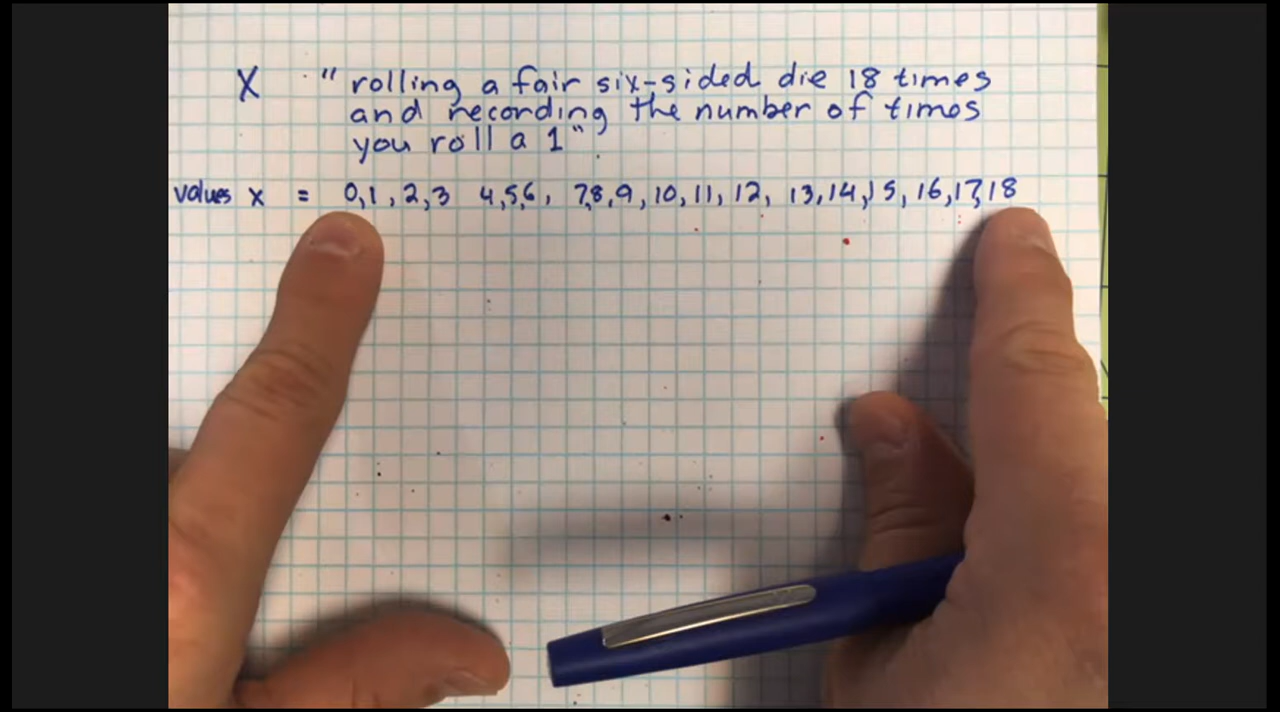 X " rolling a fair six-sided die 18 times
and recording the number of times
you roll a 1"
values x = 0,1,2,3 4,5,6, 7,8,9,10,11,12, 13,14,15,16,17,18